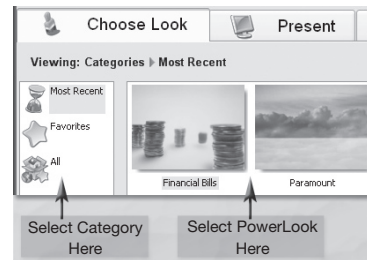 Choose Look
Present
Viewing: Categories ▶ Most Recent
Most Recent
Favorites
All
Financial Bills
Paramount
Select Category
Here
Select PowerLook
Here